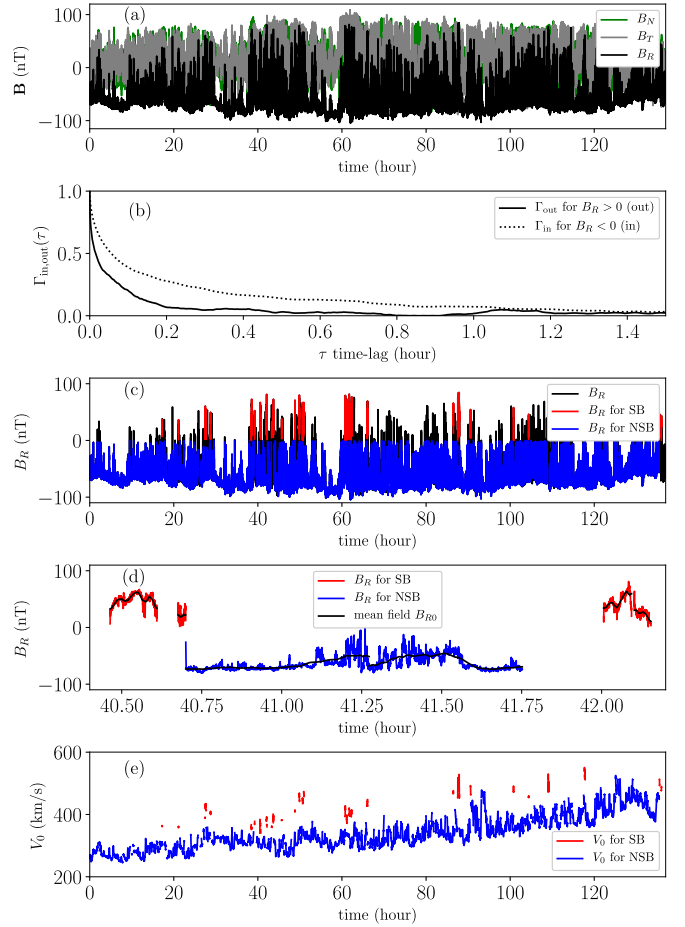 (a)
B_N
B_T
B_R
B (nT)
100
0
−100
0 20 40 60 80 100 120
time (hour)
(b)
Γ_out for B_R > 0 (out)
Γ_in for B_R < 0 (in)
Γ_in,out(τ)
1.0
0.5
0.0
0.0 0.2 0.4 0.6 0.8 1.0 1.2 1.4
τ time-lag (hour)
(c)
B_R
B_R for SB
B_R for NSB
B_R (nT)
100
0
−100
0 20 40 60 80 100 120
time (hour)
(d)
B_R for SB
B_R for NSB
mean field B_R0
B_R (nT)
100
0
−100
40.50 40.75 41.00 41.25 41.50 41.75 42.00
time (hour)
(e)
V_0 for SB
V_0 for NSB
V_0 (km/s)
600
400
200
0 20 40 60 80 100 120
time (hour)